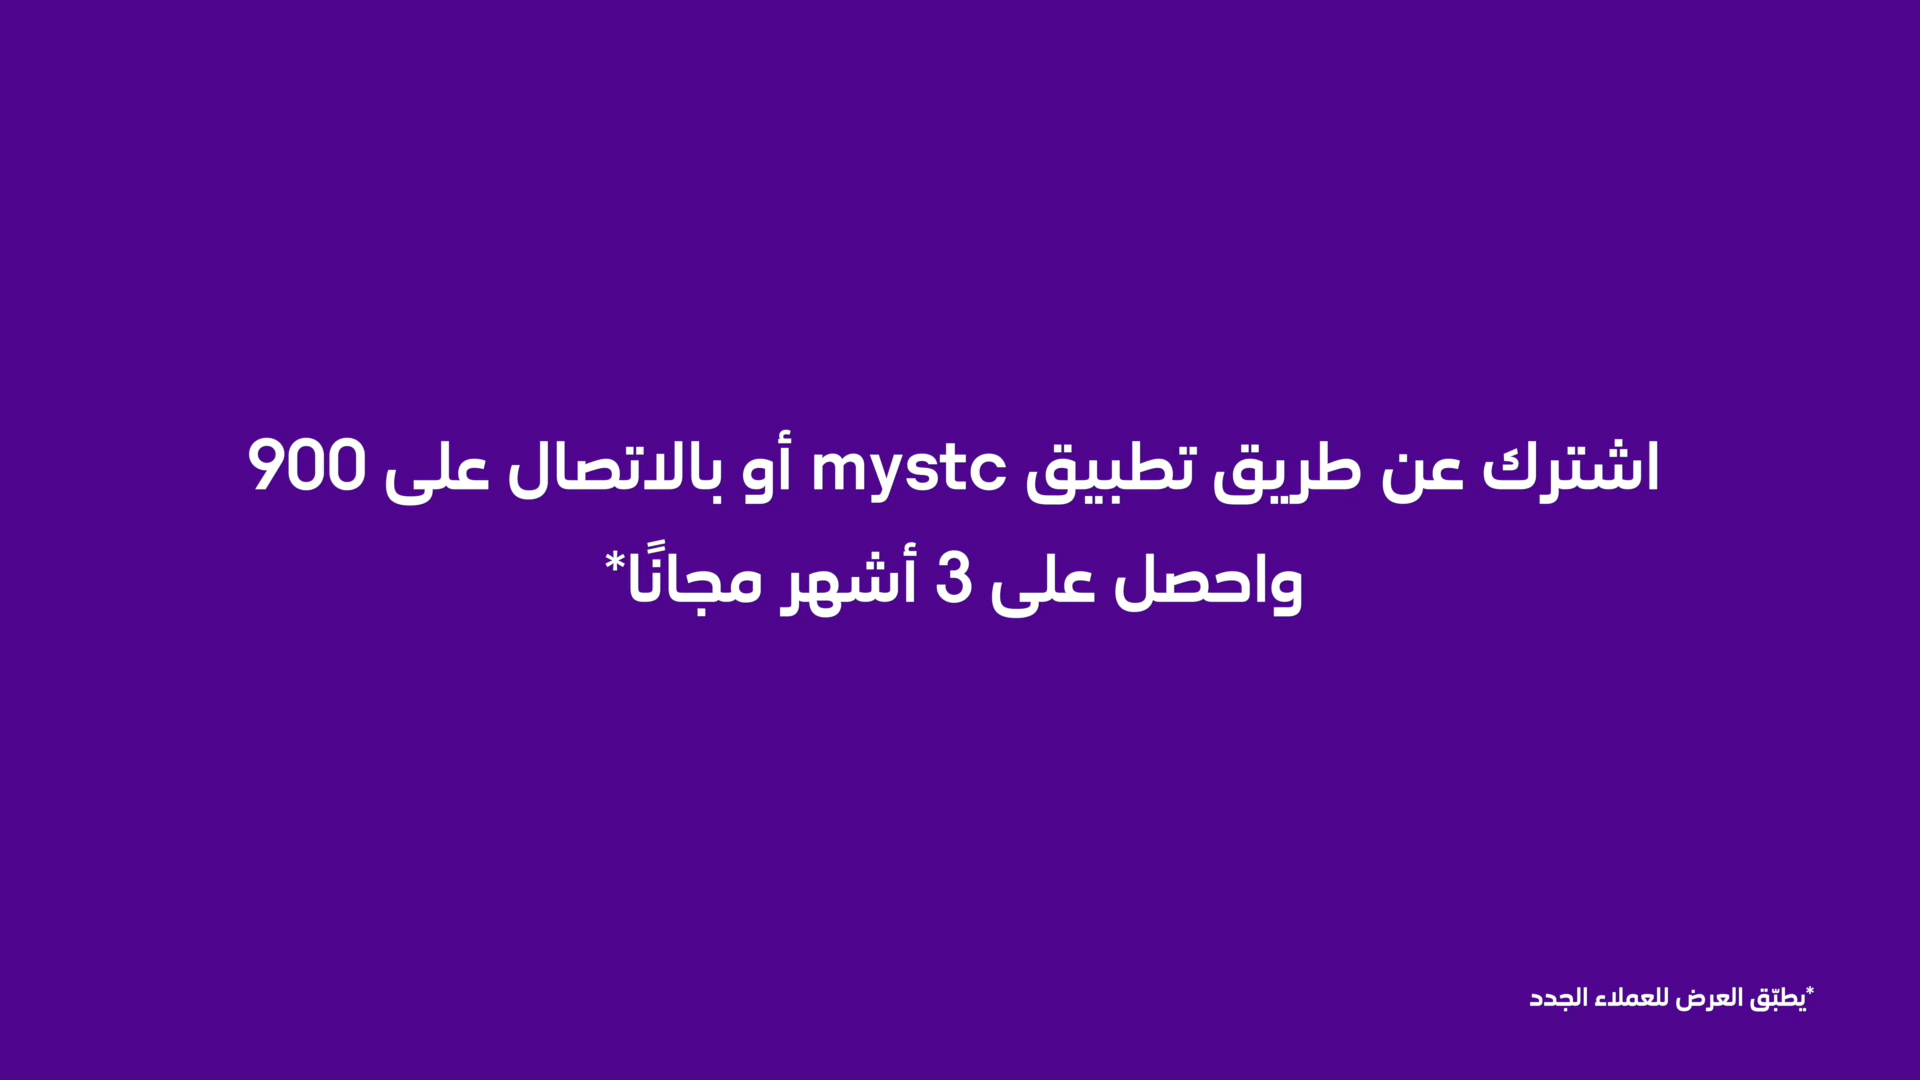 اشترك عن طريق تطبيق mystc أو بالاتصال على 900
واحصل على 3 أشهر مجانًا*
*يطبّق العرض للعملاء الجدد